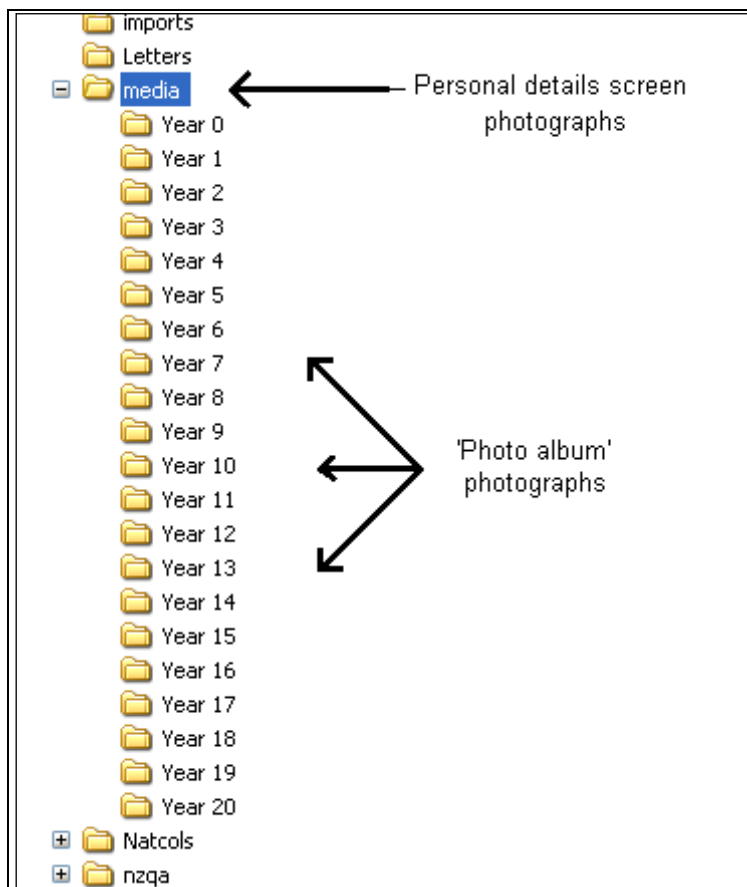 imports
Letters
media
Personal details screen
photographs
Year 0
Year 1
Year 2
Year 3
Year 4
Year 5
Year 6
Year 7
Year 8
Year 9
Year 10
'Photo album'
photographs
Year 11
Year 12
Year 13
Year 14
Year 15
Year 16
Year 17
Year 18
Year 19
Year 20
Natcols
nzqa